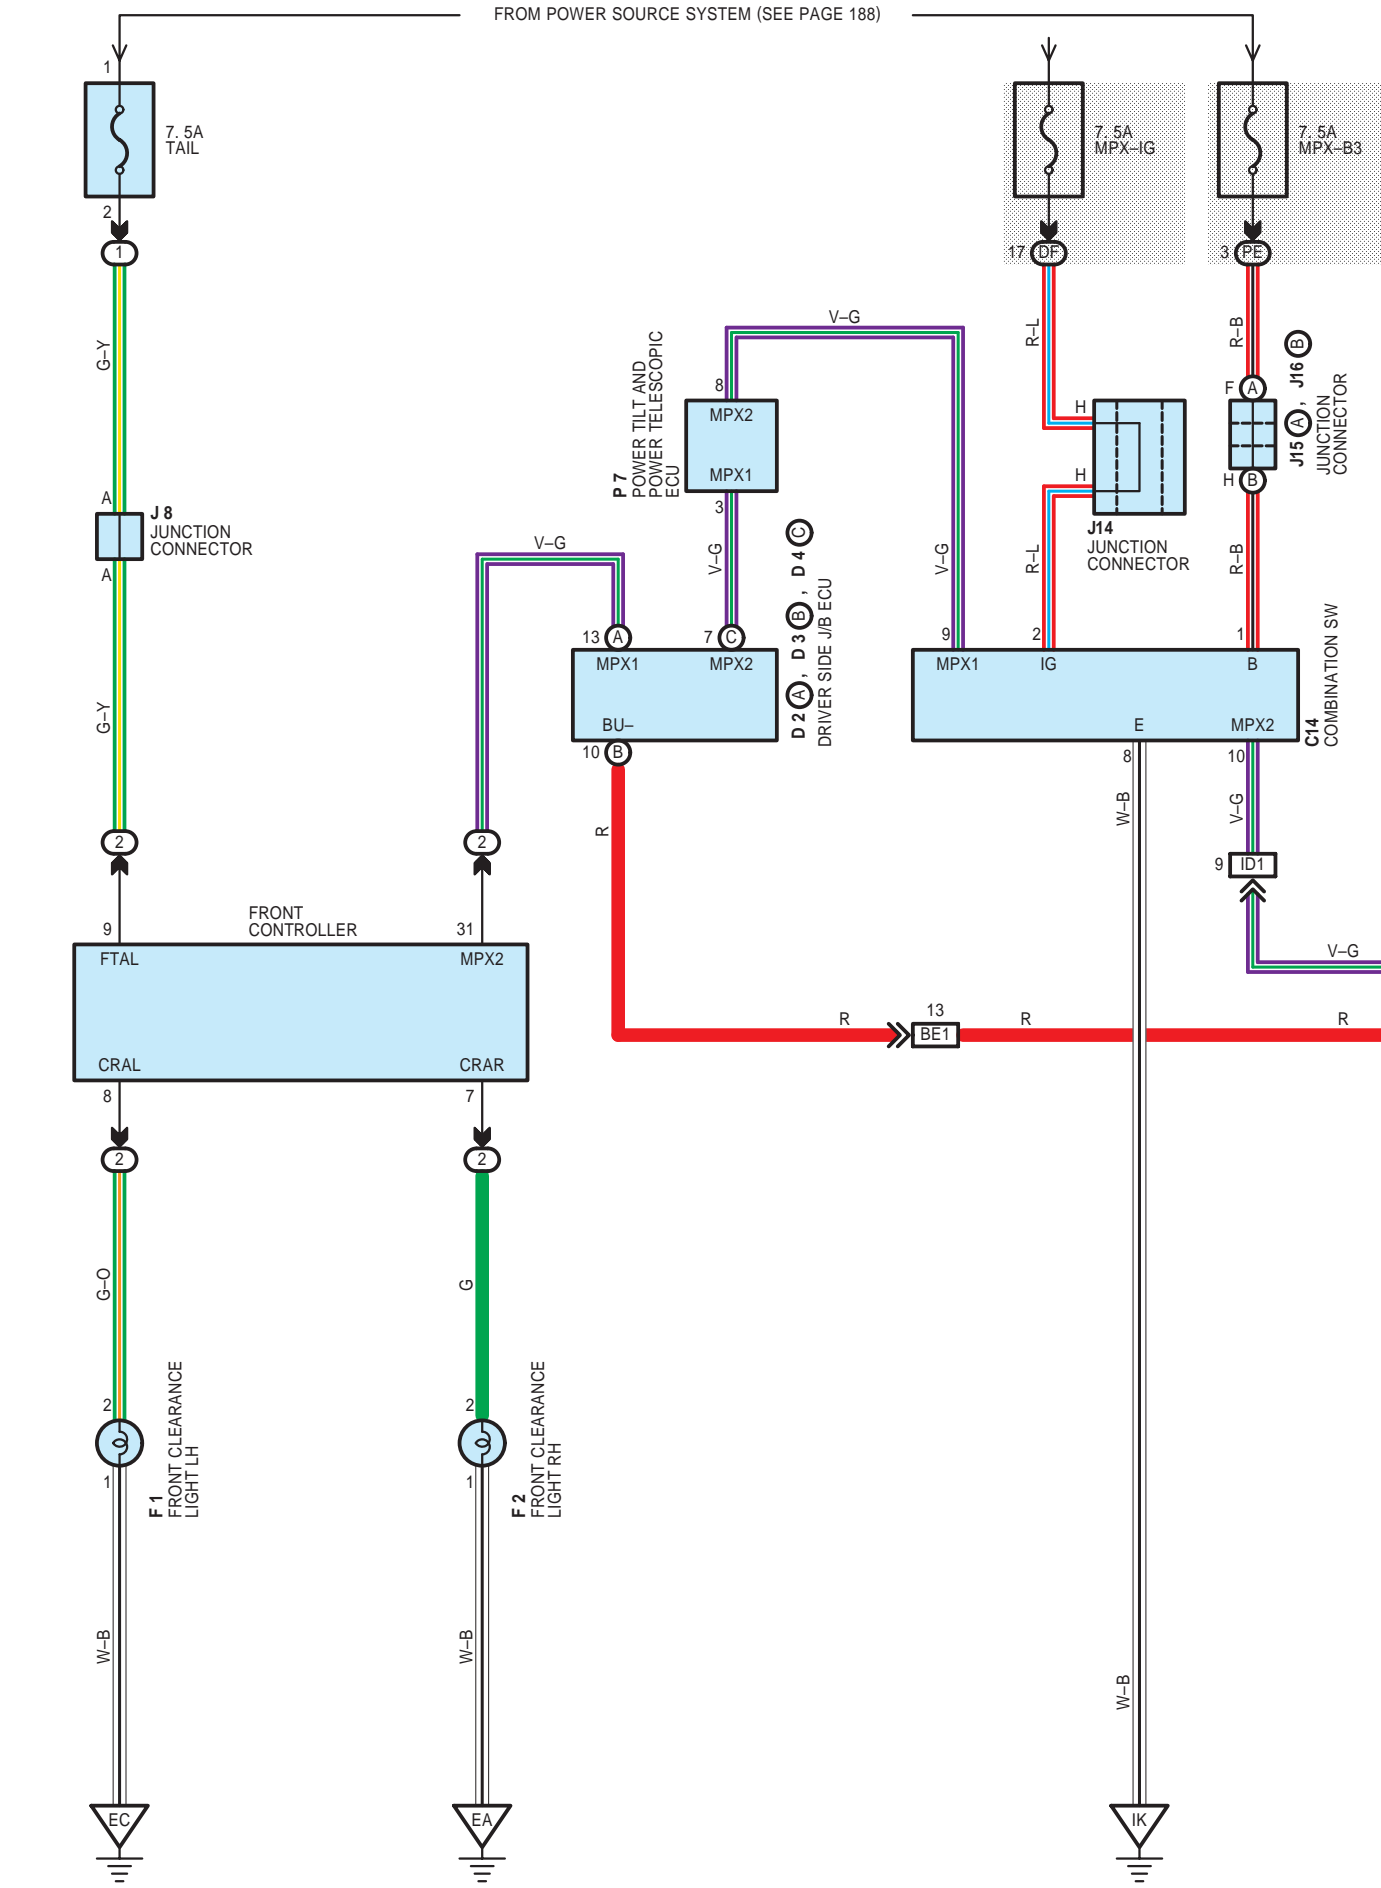 FROM POWER SOURCE SYSTEM (SEE PAGE 188)
1
7. 5A
TAIL
7. 5A
MPX–IG
7. 5A
MPX–B3
2
1
17 DF
3 PE
G–Y
V–G
R–L
R–B
J15 A , J16 B
JUNCTION
CONNECTOR
P 7
POWER TILT AND
POWER TELESCOPIC
ECU
8
MPX2
MPX1
3
H
H
F A
H B
A
J 8
JUNCTION
CONNECTOR
A
J14
JUNCTION
CONNECTOR
V–G
V–G
V–G
R–L
R–B
G–Y
13 A
7 C
MPX1
MPX2
BU–
10 B
D 2 A , D 3 B , D 4 C
DRIVER SIDE J/B ECU
9
2
1
MPX1
IG
B
E
MPX2
C14
COMBINATION SW
8
10
R
W–B
V–G
2
2
9 ID1
FRONT
CONTROLLER
9
31
FTAL
MPX2
V–G
13
R
BE1
R
R
CRAL
CRAR
8
7
2
2
G–O
G
2
2
1
1
F 1
FRONT CLEARANCE
LIGHT LH
F 2
FRONT CLEARANCE
LIGHT RH
W–B
W–B
W–B
EC
EA
IK